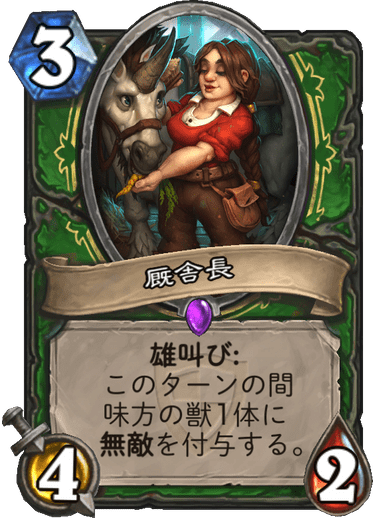 3
厩舎長
雄叫び:
このターンの間
味方の獣1体に
無敵を付与する。
4
2